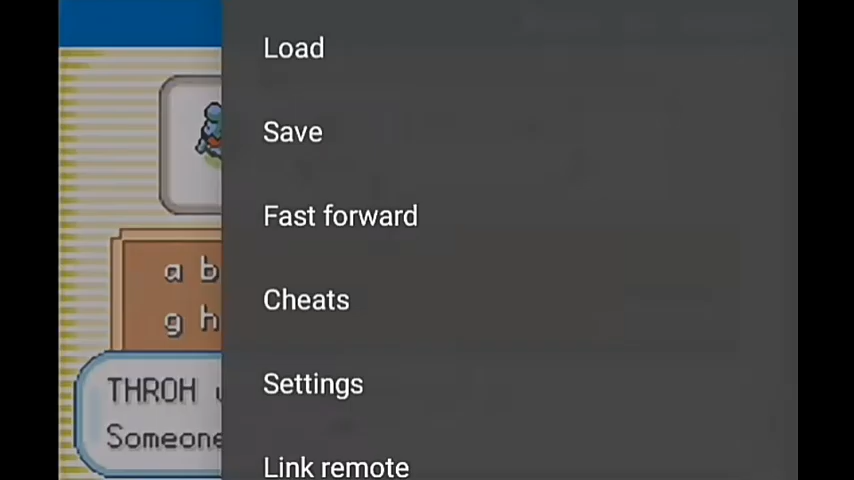 Load
Save
Fast forward
Cheats
Settings
Link remote
a b
g h
THROH
Someone